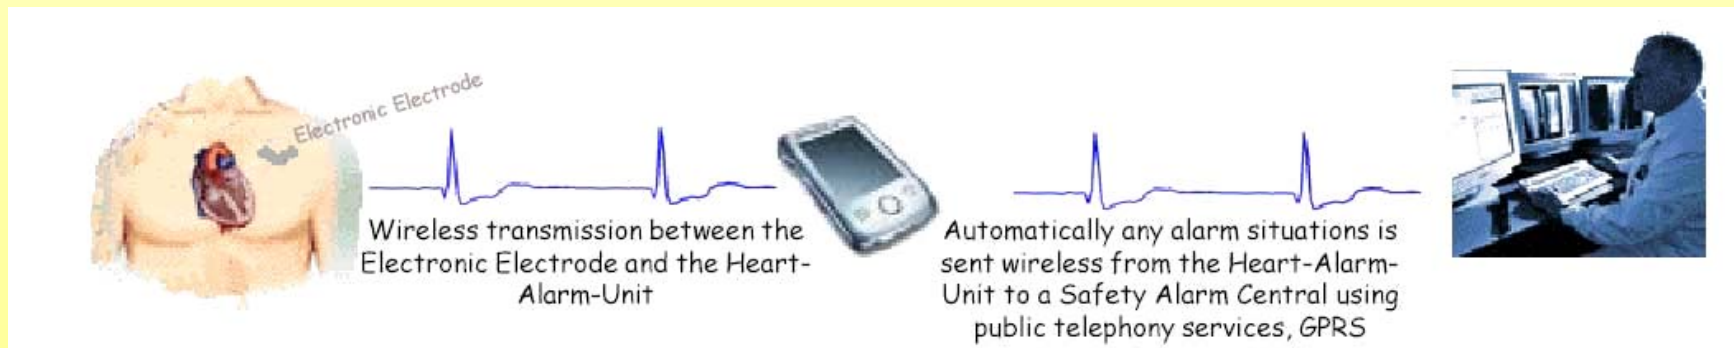 Electronic Electrode
Wireless transmission between the
Electronic Electrode and the Heart-
Alarm-Unit
Automatically any alarm situations is
sent wireless from the Heart-Alarm-
Unit to a Safety Alarm Central using
public telephony services, GPRS